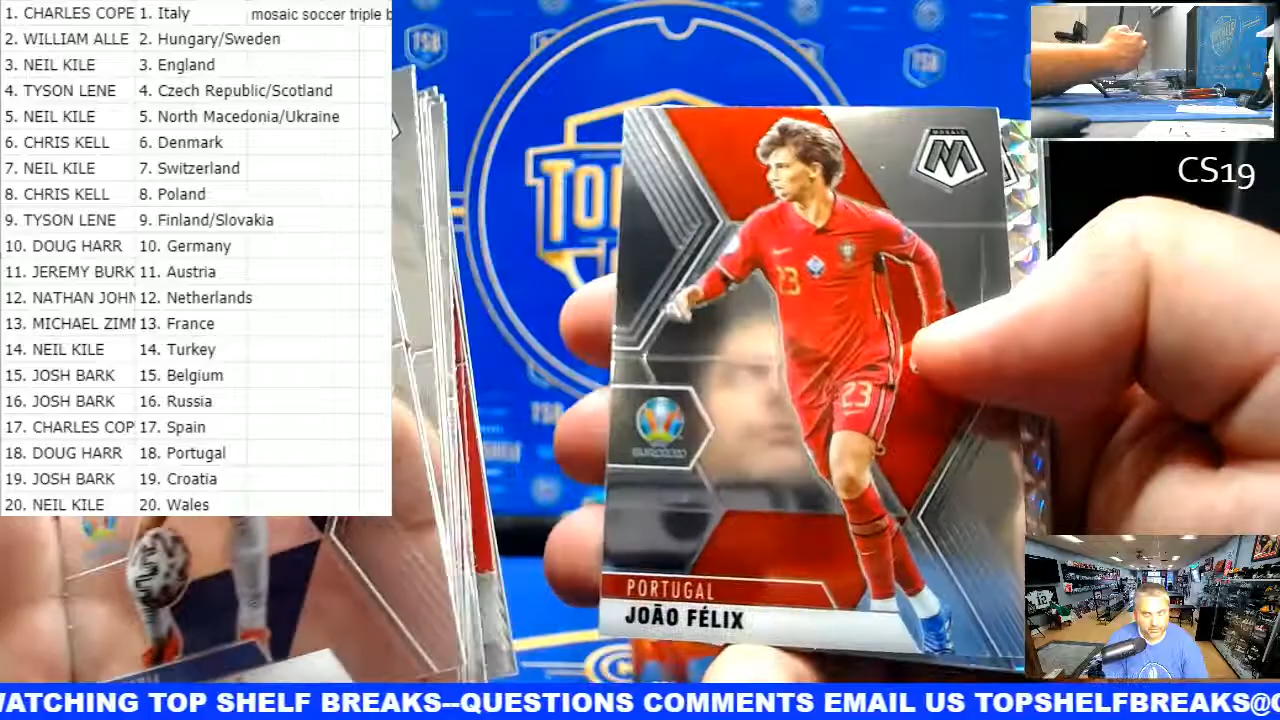 1. CHARLES COPE 1. Italy mosaic soccer triple b
2. WILLIAM ALLE 2. Hungary/Sweden
3. NEIL KILE 3. England
4. TYSON LENE 4. Czech Republic/Scotland
5. NEIL KILE 5. North Macedonia/Ukraine
6. CHRIS KELL 6. Denmark
7. NEIL KILE 7. Switzerland
8. CHRIS KELL 8. Poland
9. TYSON LENE 9. Finland/Slovakia
10. DOUG HARR 10. Germany
11. JEREMY BURK 11. Austria
12. NATHAN JOHN 12. Netherlands
13. MICHAEL ZIMM 13. France
14. NEIL KILE 14. Turkey
15. JOSH BARK 15. Belgium
16. JOSH BARK 16. Russia
17. CHARLES COP 17. Spain
18. DOUG HARR 18. Portugal
19. JOSH BARK 19. Croatia
20. NEIL KILE 20. Wales
TSB
TSB
MOSAIC
M
23
23
EURO2020
PORTUGAL
JOÃO FÉLIX
CS19
WATCHING TOP SHELF BREAKS--QUESTIONS COMMENTS EMAIL US TOPSHELFBREAKS@